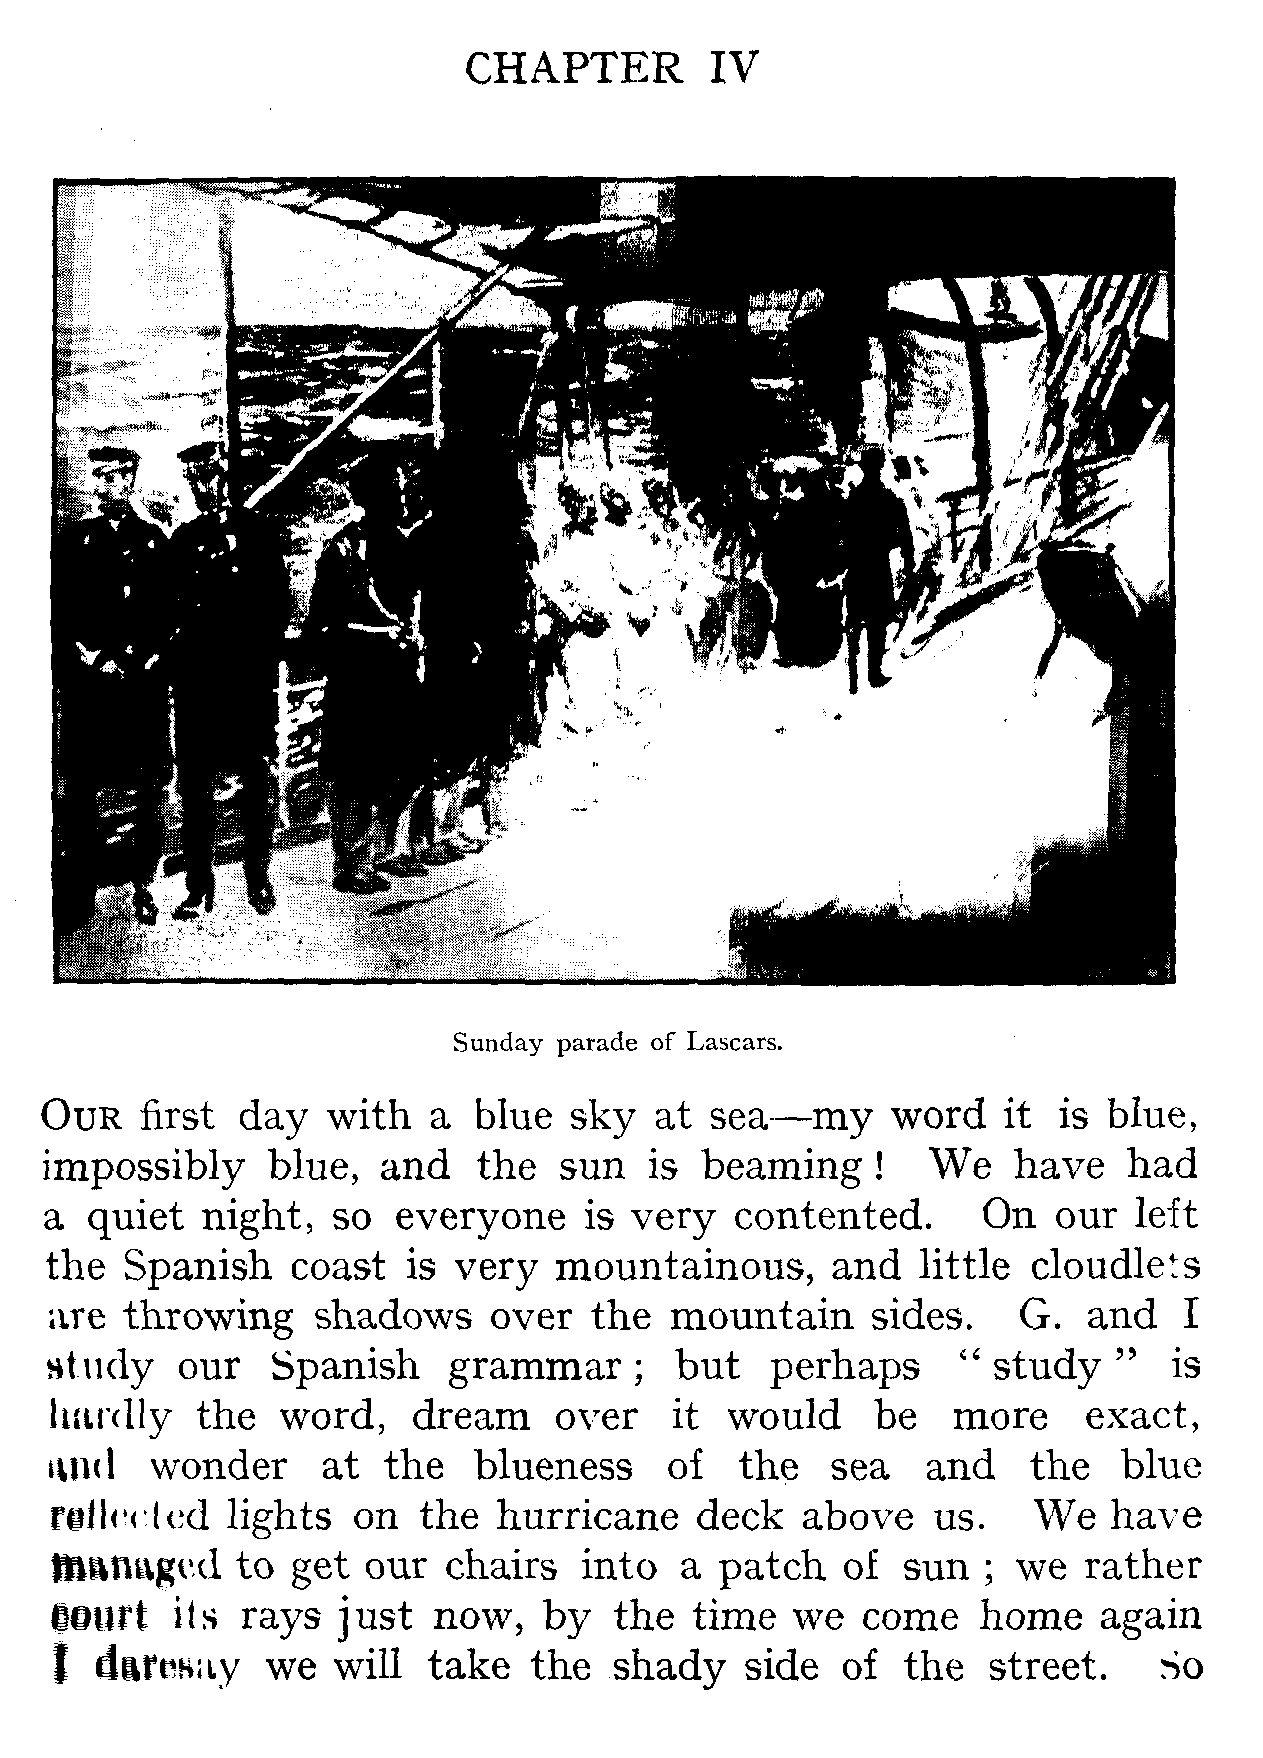 CHAPTER IV
Sunday parade of Lascars.
OUR first day with a blue sky at sea—my word it is blue,
impossibly blue, and the sun is beaming! We have had
a quiet night, so everyone is very contented. On our left
the Spanish coast is very mountainous, and little cloudlets
are throwing shadows over the mountain sides. G. and I
study our Spanish grammar; but perhaps "study" is
hardly the word, dream over it would be more exact,
and wonder at the blueness of the sea and the blue
reflected lights on the hurricane deck above us. We have
managed to get our chairs into a patch of sun; we rather
court its rays just now, by the time we come home again
I daresay we will take the shady side of the street. So